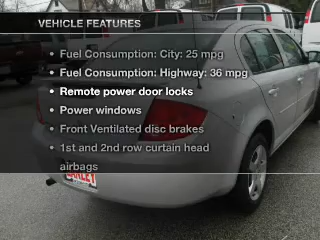 VEHICLE FEATURES
• Fuel Consumption: City: 25 mpg
• Fuel Consumption: Highway: 36 mpg
• Remote power door locks
• Power windows
• Front Ventilated disc brakes
• 1st and 2nd row curtain head
airbags